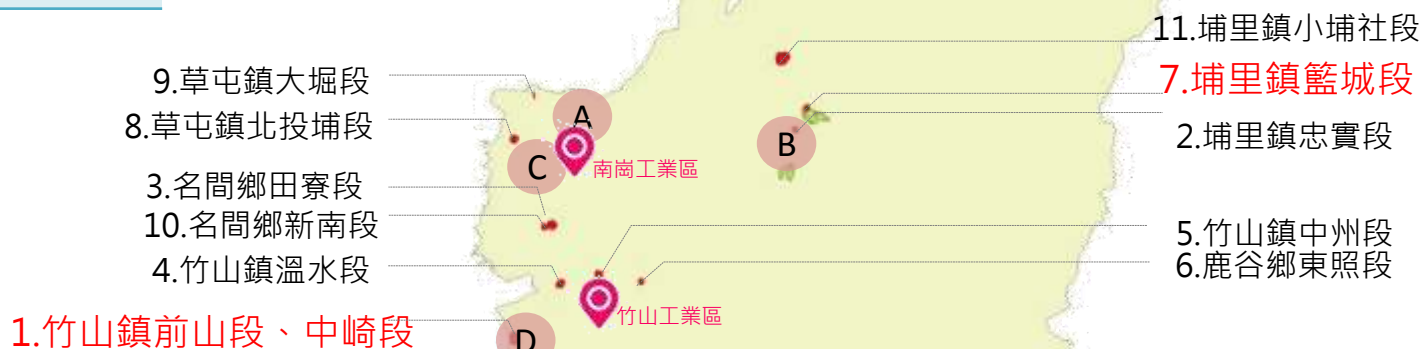 11.埔里鎮小埔社段
9.草屯鎮大堀段
7.埔里鎮籃城段
8.草屯鎮北投埔段
A
B
2.埔里鎮忠實段
C
南崗工業區
3.名間鄉田寮段
10.名間鄉新南段
5.竹山鎮中州段
4.竹山鎮溫水段
6.鹿谷鄉東照段
竹山工業區
1.竹山鎮前山段、中崎段
D